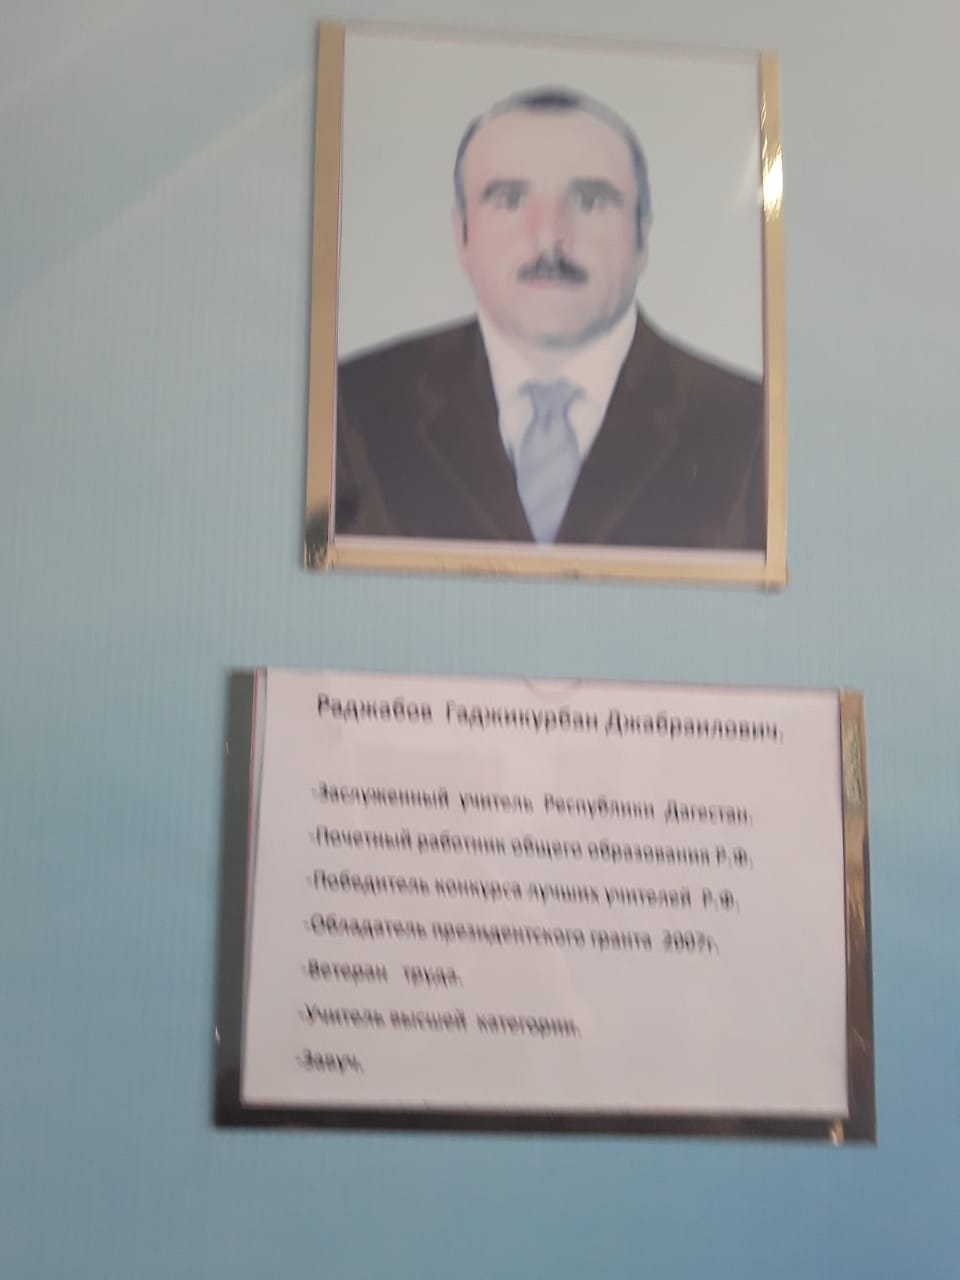 Раджабов Гаджикурбан Джабраилович.
-Заслуженный учитель Республики Дагестан.
-Почетный работник общего образования Р.Ф.
-Победитель конкурса лучших учителей Р.Ф.
-Обладатель президентского гранта 2007г.
-Ветеран труда.
-Учитель высшей категории.
-Завуч.